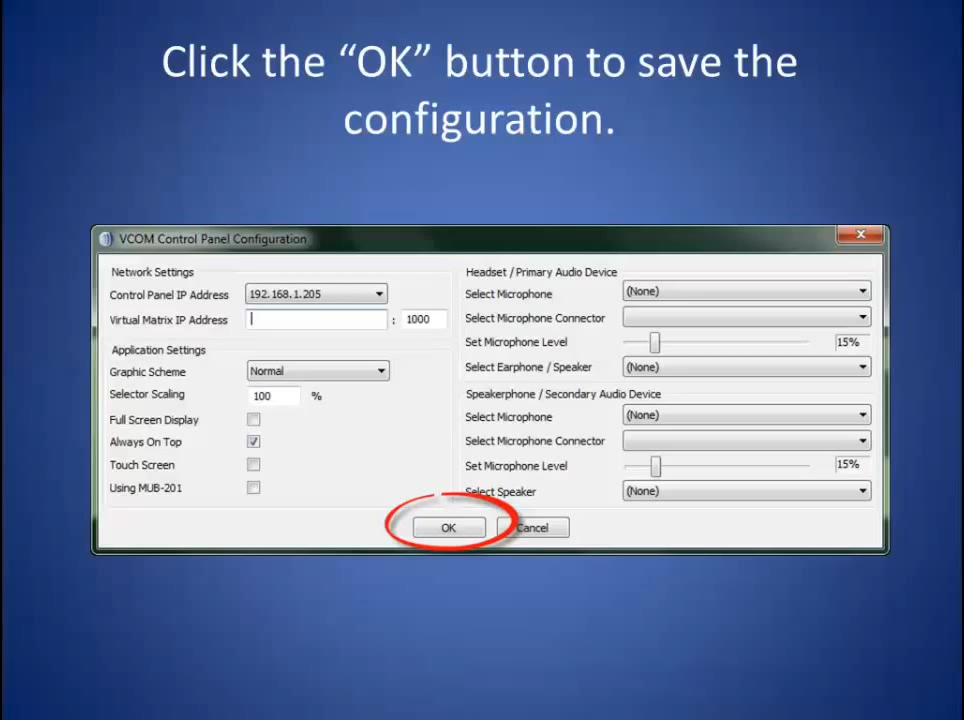 Click the “OK” button to save the
configuration.
VCOM Control Panel Configuration
Network Settings
Control Panel IP Address 192.168.1.205
Virtual Matrix IP Address : 1000
Application Settings
Graphic Scheme Normal
Selector Scaling 100 %
Full Screen Display
Always On Top
Touch Screen
Using MUB-201
Headset / Primary Audio Device
Select Microphone (None)
Select Microphone Connector
Set Microphone Level 15%
Select Earphone / Speaker (None)
Speakerphone / Secondary Audio Device
Select Microphone (None)
Select Microphone Connector
Set Microphone Level 15%
Select Speaker (None)
OK Cancel